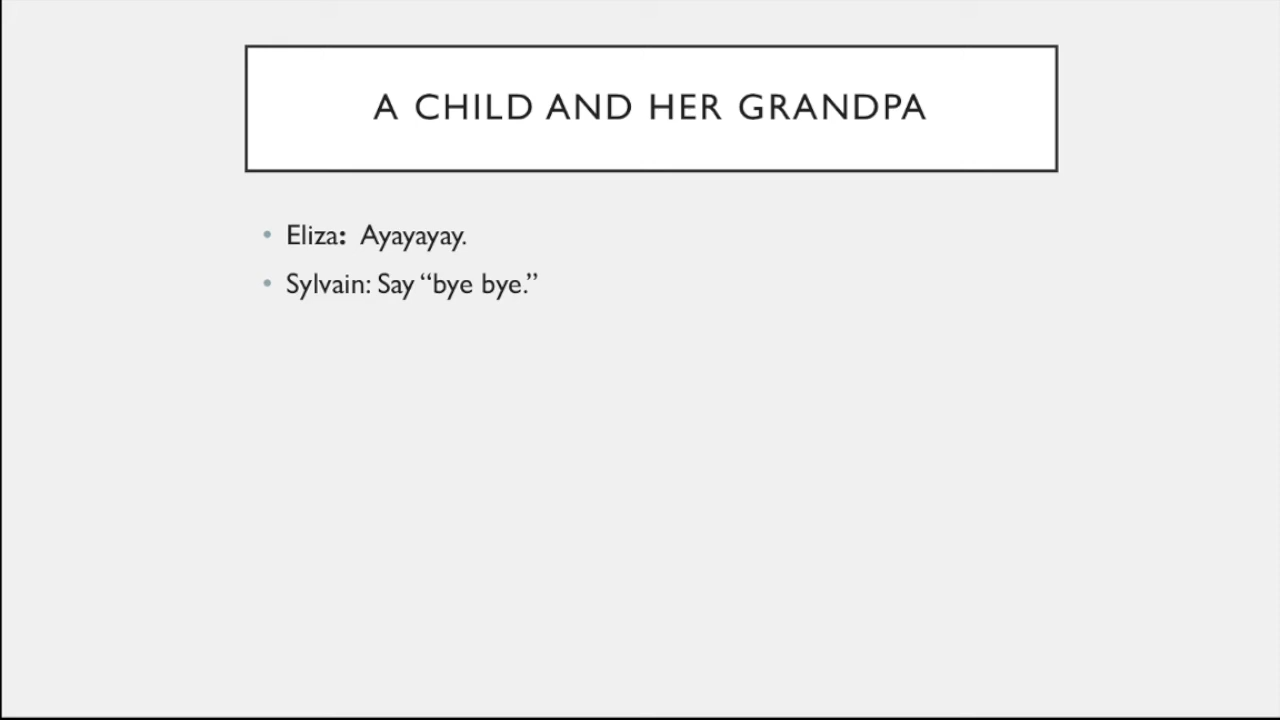 A CHILD AND HER GRANDPA
• Eliza:  Ayayayay.
• Sylvain: Say “bye bye.”